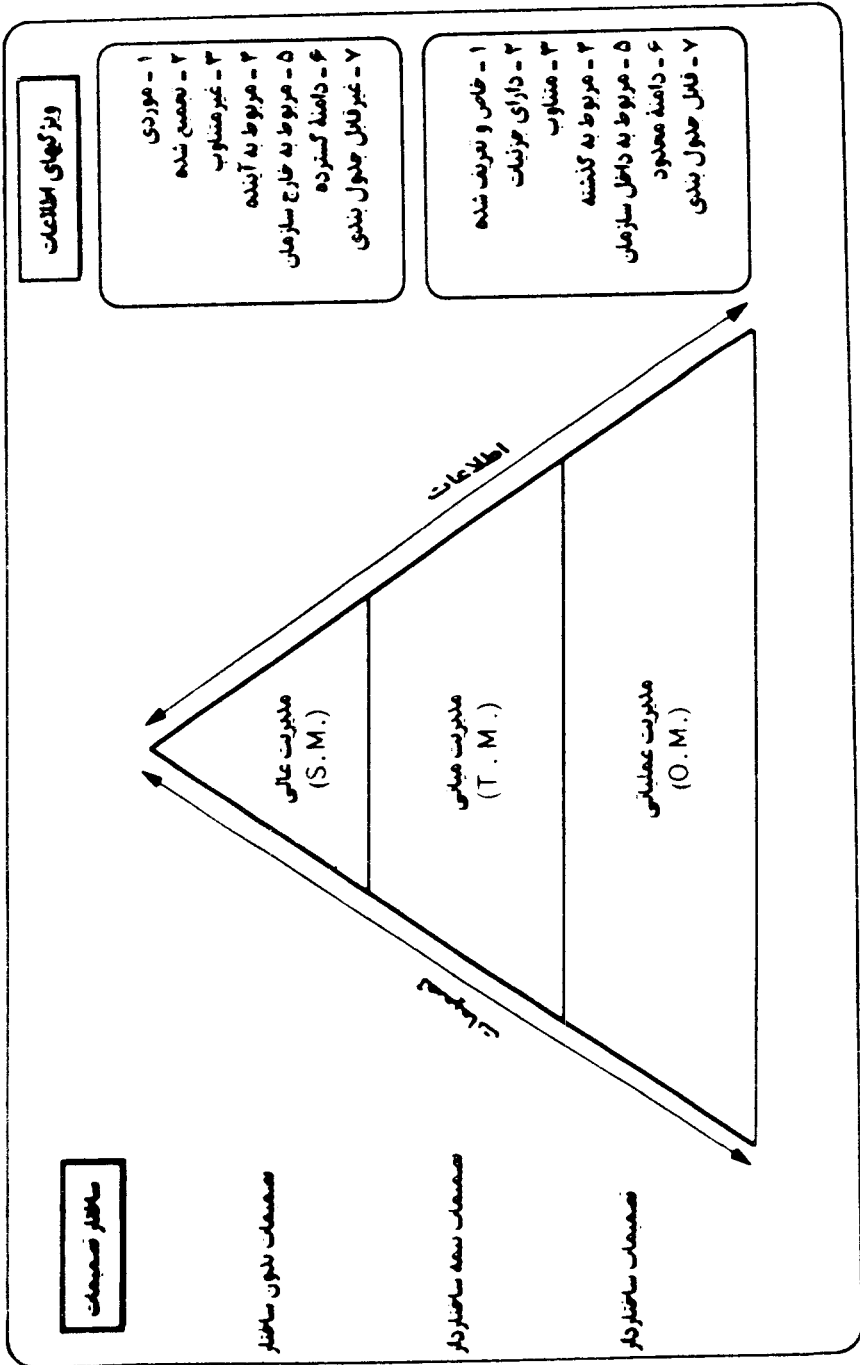 ویژگیهای اطلاعات
۱ - موردی
۲ - تجمیع شده
۳ - غیرمتناوب
۴ - مربوط به آینده
۵ - مربوط به خارج سازمان
۶ - دامنهٔ گسترده
۷ - غیرقابل جدول بندی
۱ - خاص و تعریف شده
۲ - دارای جزئیات
۳ - متناوب
۴ - مربوط به گذشته
۵ - مربوط به داخل سازمان
۶ - دامنهٔ محدود
۷ - قابل جدول بندی
اطلاعات
مدیریت عالی
(S.M.)
مدیریت میانی
(T.M.)
مدیریت عملیاتی
(O.M.)
ساختار تصمیمات
تصمیمات بدون ساختار
تصمیمات نیمه ساختاردار
تصمیمات ساختاردار